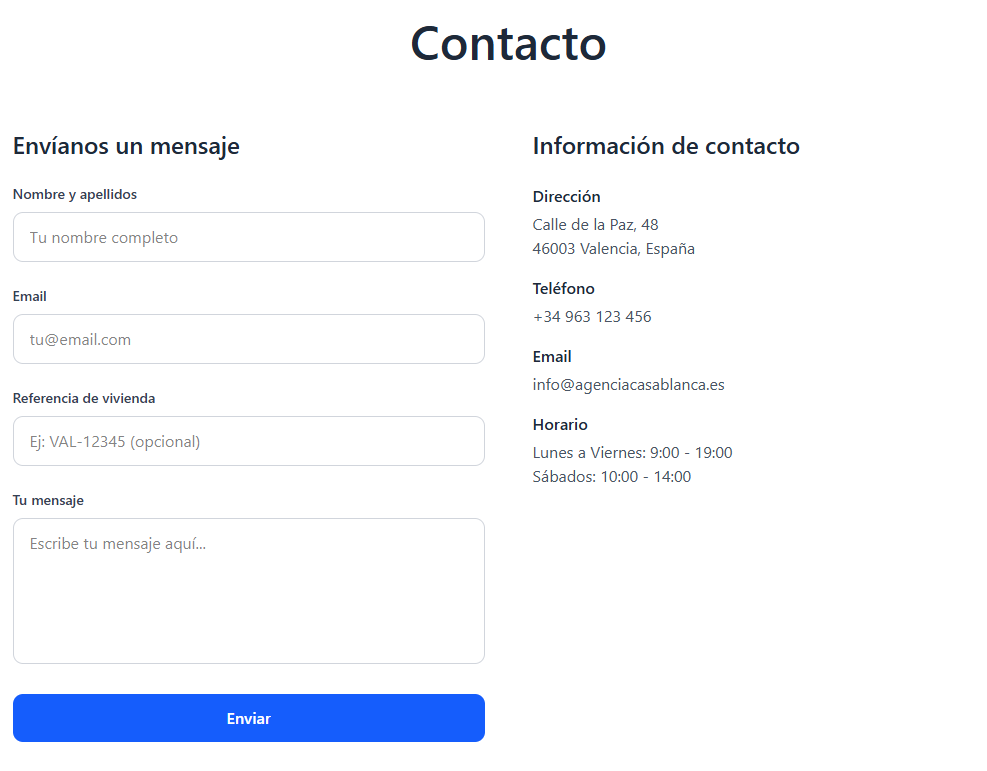 Contacto
Envíanos un mensaje
Nombre y apellidos
Tu nombre completo
Email
tu@email.com
Referencia de vivienda
Ej: VAL-12345 (opcional)
Tu mensaje
Escribe tu mensaje aquí...
Enviar
Información de contacto
Dirección
Calle de la Paz, 48
46003 Valencia, España
Teléfono
+34 963 123 456
Email
info@agenciacasablanca.es
Horario
Lunes a Viernes: 9:00 - 19:00
Sábados: 10:00 - 14:00